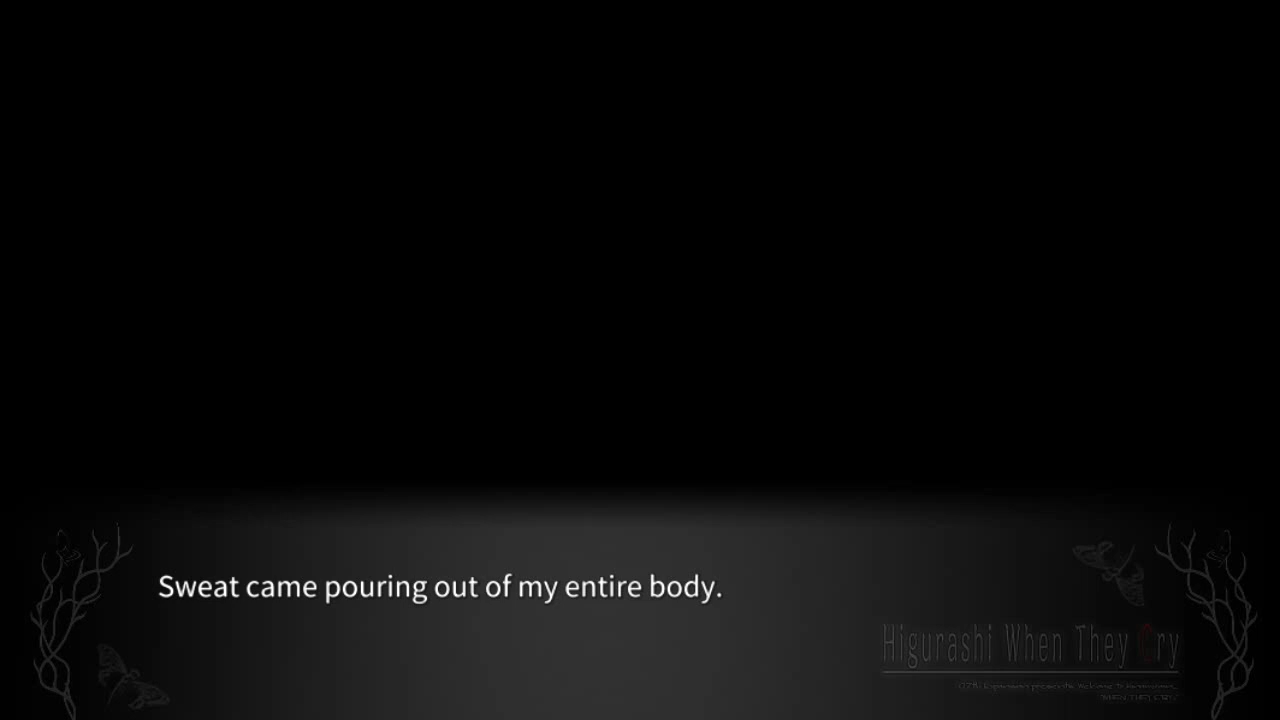 Sweat came pouring out of my entire body.
Higurashi When They Cry